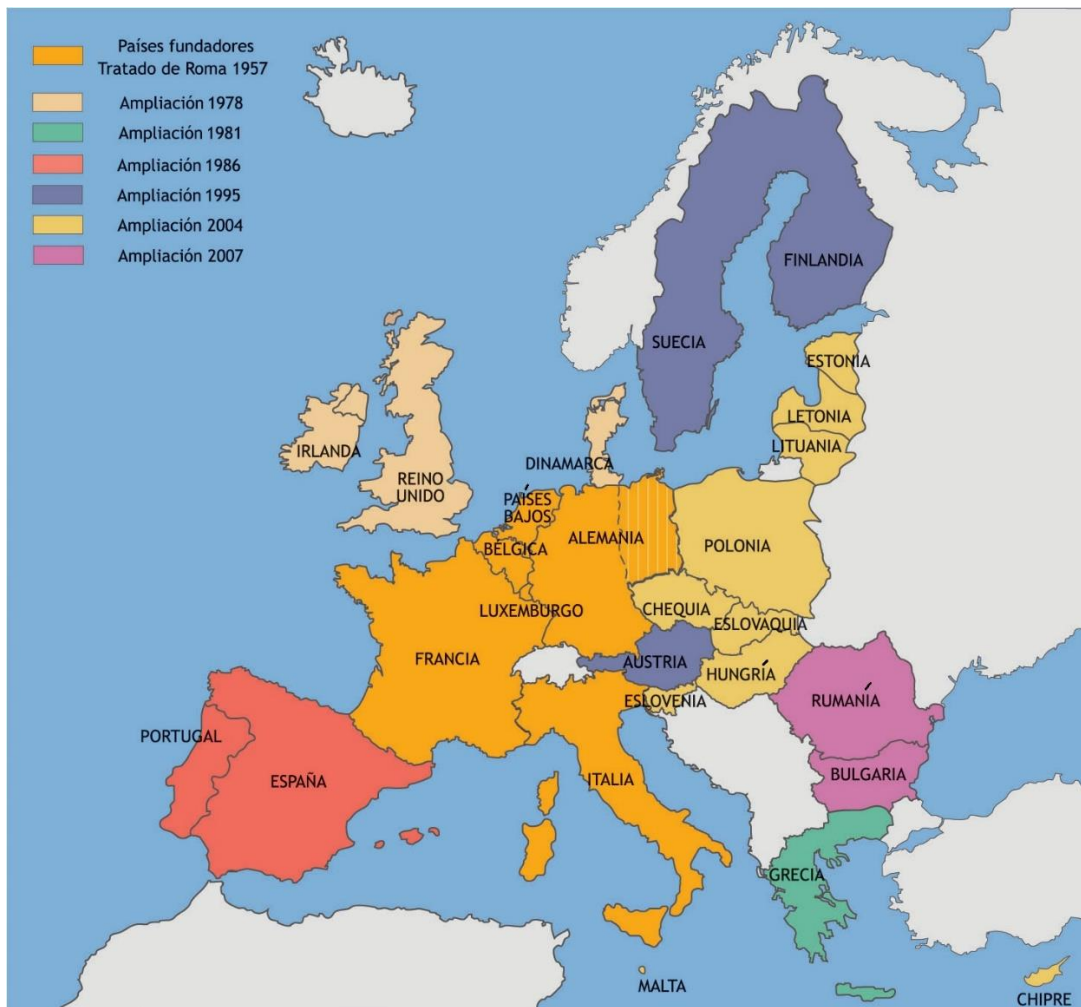 Países fundadores
Tratado de Roma 1957
Ampliación 1978
Ampliación 1981
Ampliación 1986
Ampliación 1995
Ampliación 2004
Ampliación 2007
FINLANDIA
SUECIA
ESTONIA
LETONIA
LITUANIA
IRLANDA
REINO
UNIDO
DINAMARCA
PAÍSES
BAJOS
ALEMANIA
POLONIA
BÉLGICA
LUXEMBURGO
CHEQUIA
ESLOVAQUIA
FRANCIA
AUSTRIA
HUNGRÍA
ESLOVENIA
RUMANÍA
PORTUGAL
ESPAÑA
ITALIA
BULGARIA
GRECIA
MALTA
CHIPRE